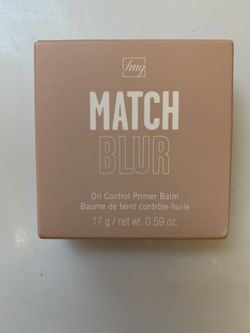 fmg
MATCH
BLUR
Oil Control Primer Balm
Baume de teint contrôle-huile
17 g / net wt. 0.59 oz.